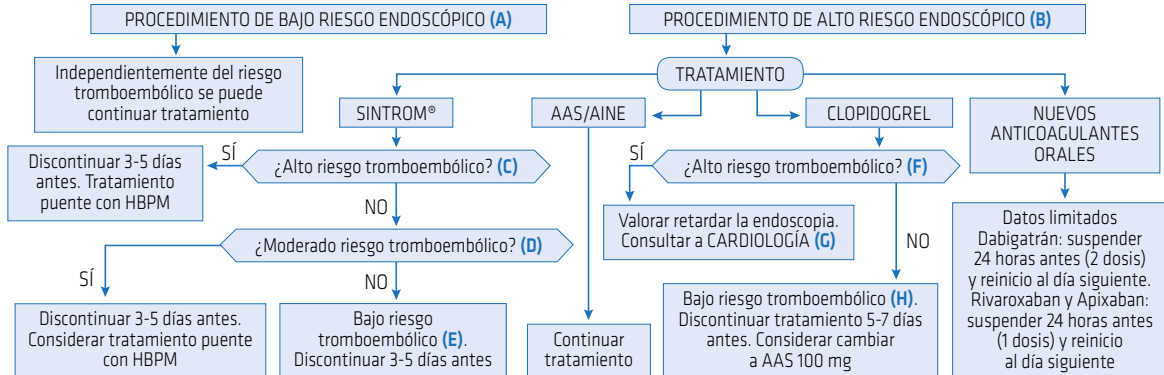 PROCEDIMIENTO DE BAJO RIESGO ENDOSCÓPICO (A)
PROCEDIMIENTO DE ALTO RIESGO ENDOSCÓPICO (B)
Independientemente del riesgo
tromboembólico se puede
continuar tratamiento
TRATAMIENTO
SINTROM®
AAS/AINE
CLOPIDOGREL
NUEVOS
ANTICOAGULANTES
ORALES
¿Alto riesgo tromboembólico? (C)
SÍ
Discontinuar 3-5 días
antes. Tratamiento
puente con HBPM
NO
¿Moderado riesgo tromboembólico? (D)
SÍ
Discontinuar 3-5 días antes.
Considerar tratamiento puente
con HBPM
NO
Bajo riesgo
tromboembólico (E).
Discontinuar 3-5 días antes
Continuar
tratamiento
¿Alto riesgo tromboembólico? (F)
SÍ
Valorar retardar la endoscopia.
Consultar a CARDIOLOGÍA (G)
NO
Bajo riesgo tromboembólico (H).
Discontinuar tratamiento 5-7 días
antes. Considerar cambiar
a AAS 100 mg
Datos limitados
Dabigatrán: suspender
24 horas antes (2 dosis)
y reinicio al día siguiente.
Rivaroxaban y Apixaban:
suspender 24 horas antes
(1 dosis) y reinicio
al día siguiente